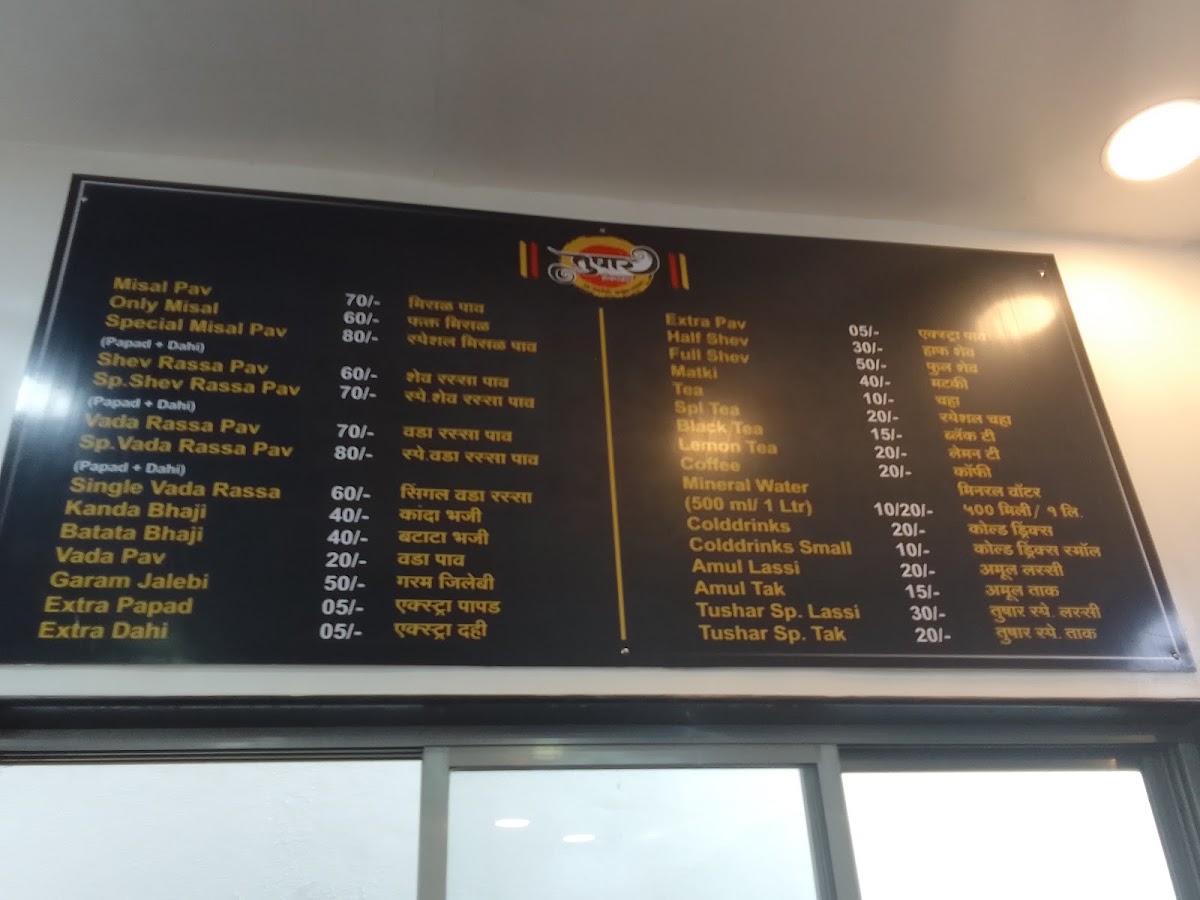 तुषार
Misal Pav 70/- मिसळ पाव
Only Misal 60/- फक्त मिसळ
Special Misal Pav 80/- स्पेशल मिसळ पाव
(Papad + Dahi)
Shev Rassa Pav 60/- शेव रस्सा पाव
Sp.Shev Rassa Pav 70/- स्पे.शेव रस्सा पाव
(Papad + Dahi)
Vada Rassa Pav 70/- वडा रस्सा पाव
Sp.Vada Rassa Pav 80/- स्पे.वडा रस्सा पाव
(Papad + Dahi)
Single Vada Rassa 60/- सिंगल वडा रस्सा
Kanda Bhaji 40/- कांदा भजी
Batata Bhaji 40/- बटाटा भजी
Vada Pav 20/- वडा पाव
Garam Jalebi 50/- गरम जिलेबी
Extra Papad 05/- एक्स्ट्रा पापड
Extra Dahi 05/- एक्स्ट्रा दही
Extra Pav 05/- एक्स्ट्रा पाव
Half Shev 30/- हाफ शेव
Full Shev 50/- फुल शेव
Matki 40/- मटकी
Tea 10/- चहा
Spl Tea 20/- स्पेशल चहा
Black Tea 15/- ब्लॅक टी
Lemon Tea 20/- लेमन टी
Coffee 20/- कॉफी
Mineral Water मिनरल वॉटर
(500 ml/ 1 Ltr) 10/20/- ५०० मिली/ १ लि.
Colddrinks 20/- कोल्ड ड्रिंक्स
Colddrinks Small 10/- कोल्ड ड्रिंक्स स्मॉल
Amul Lassi 20/- अमूल लस्सी
Amul Tak 15/- अमूल ताक
Tushar Sp. Lassi 30/- तुषार स्पे. लस्सी
Tushar Sp. Tak 20/- तुषार स्पे. ताक